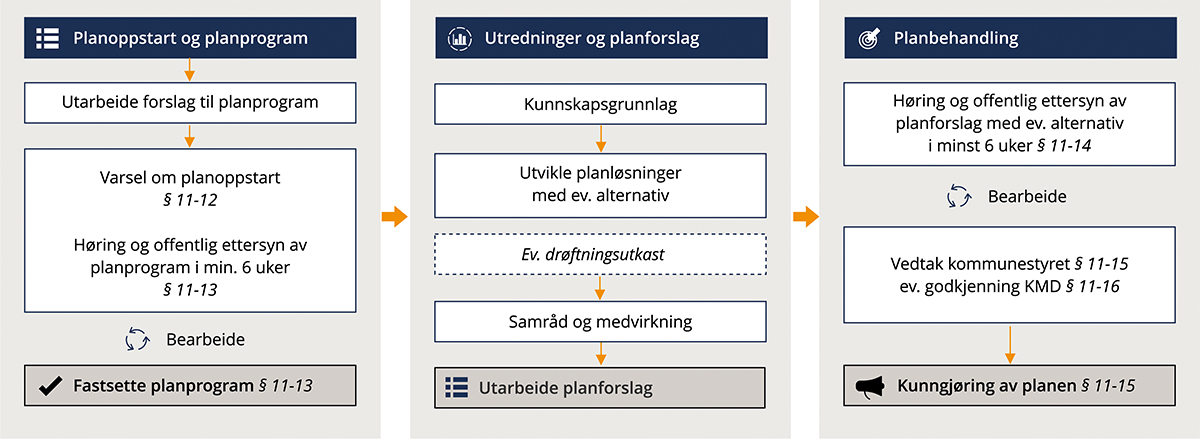 Planoppstart og planprogram
Utarbeide forslag til planprogram
Varsel om planoppstart
§ 11-12
Høring og offentlig ettersyn av
planprogram i min. 6 uker
§ 11-13
Bearbeide
Fastsette planprogram § 11-13
Utredninger og planforslag
Kunnskapsgrunnlag
Utvikle planløsninger
med ev. alternativ
Ev. drøftningsutkast
Samråd og medvirkning
Utarbeide planforslag
Planbehandling
Høring og offentlig ettersyn av
planforslag med ev. alternativ
i minst 6 uker § 11-14
Bearbeide
Vedtak kommunestyret § 11-15
ev. godkjenning KMD § 11-16
Kunngjøring av planen § 11-15